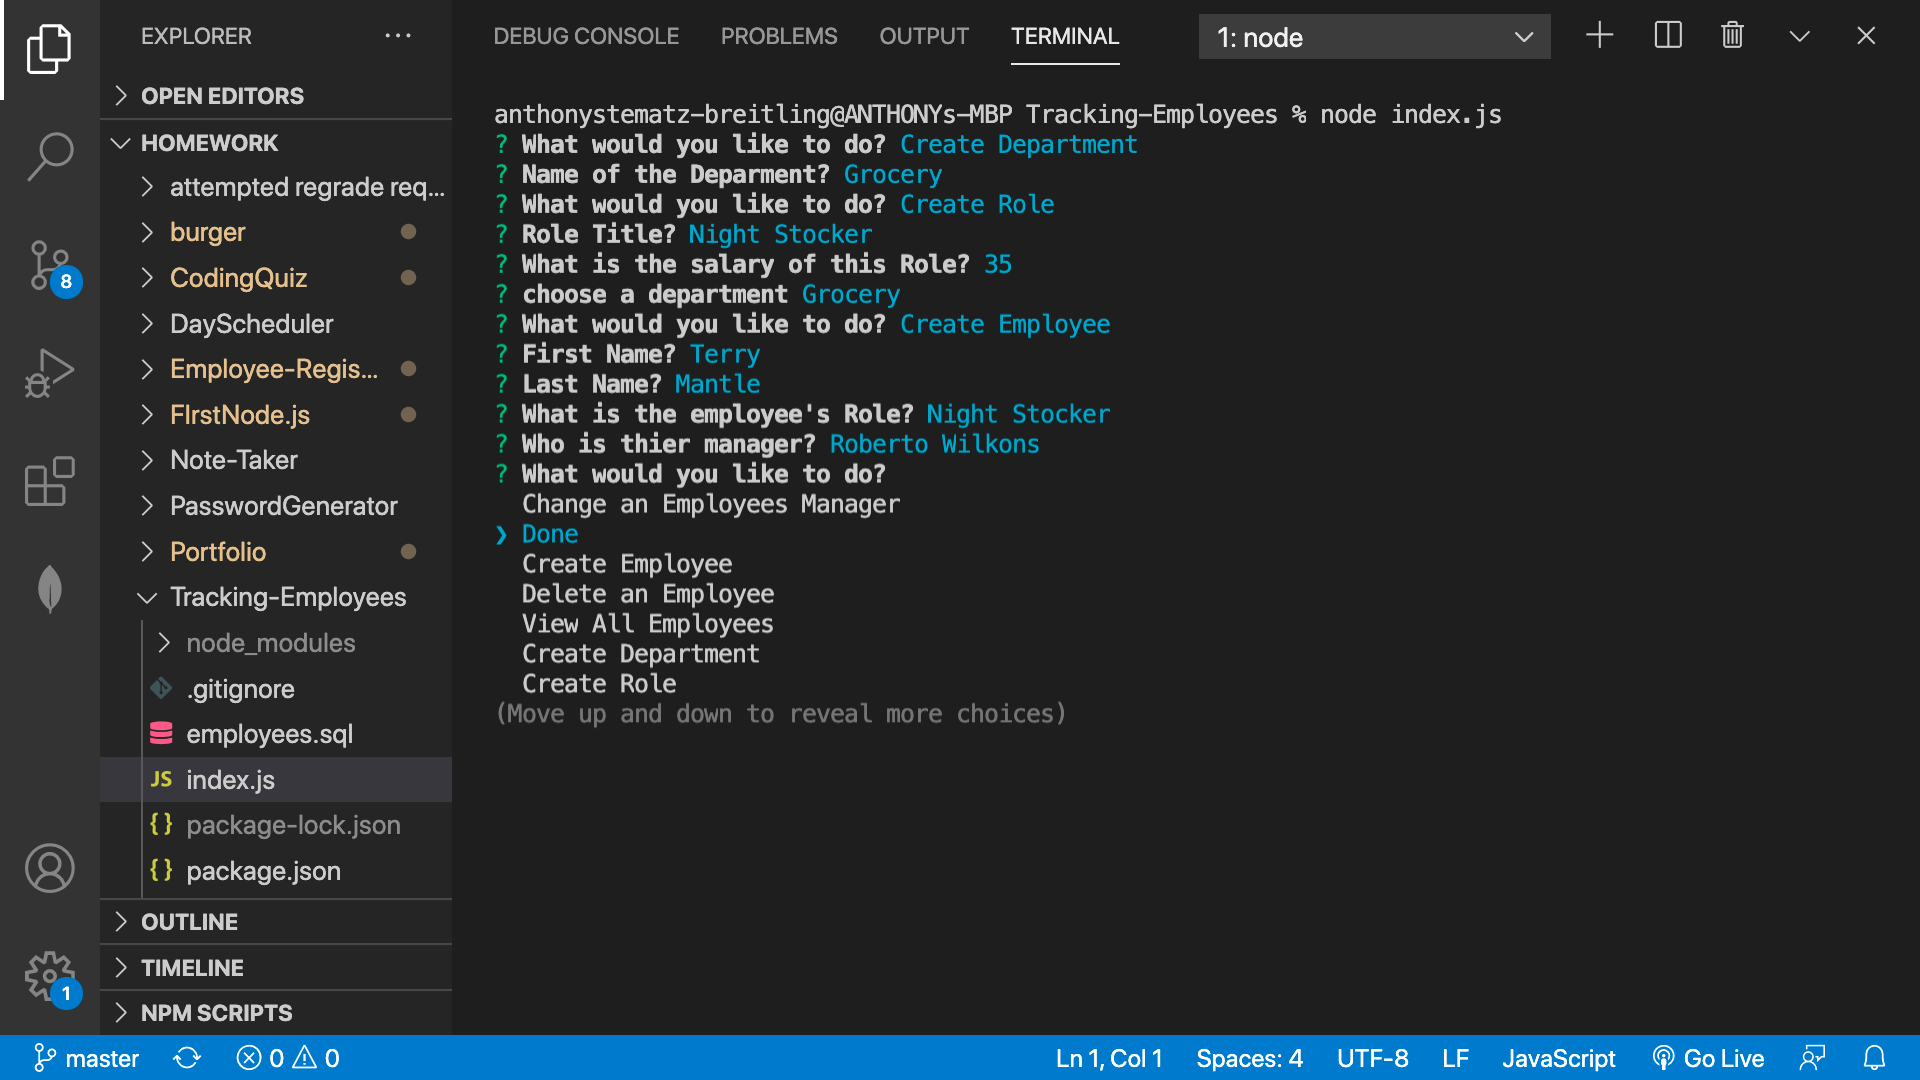 EXPLORER
OPEN EDITORS
HOMEWORK
attempted regrade req...
burger
CodingQuiz
DayScheduler
Employee-Regis...
FIrstNode.js
Note-Taker
PasswordGenerator
Portfolio
Tracking-Employees
node_modules
.gitignore
employees.sql
JS index.js
{} package-lock.json
{} package.json
OUTLINE
TIMELINE
NPM SCRIPTS
8
1
DEBUG CONSOLE PROBLEMS OUTPUT TERMINAL 1: node
anthonystematz-breitling@ANTHONYs-MBP Tracking-Employees % node index.js
? What would you like to do? Create Department
? Name of the Deparment? Grocery
? What would you like to do? Create Role
? Role Title? Night Stocker
? What is the salary of this Role? 35
? choose a department Grocery
? What would you like to do? Create Employee
? First Name? Terry
? Last Name? Mantle
? What is the employee's Role? Night Stocker
? Who is thier manager? Roberto Wilkons
? What would you like to do?
Change an Employees Manager
❯ Done
Create Employee
Delete an Employee
View All Employees
Create Department
Create Role
(Move up and down to reveal more choices)
master 0 0 Ln 1, Col 1 Spaces: 4 UTF-8 LF JavaScript Go Live